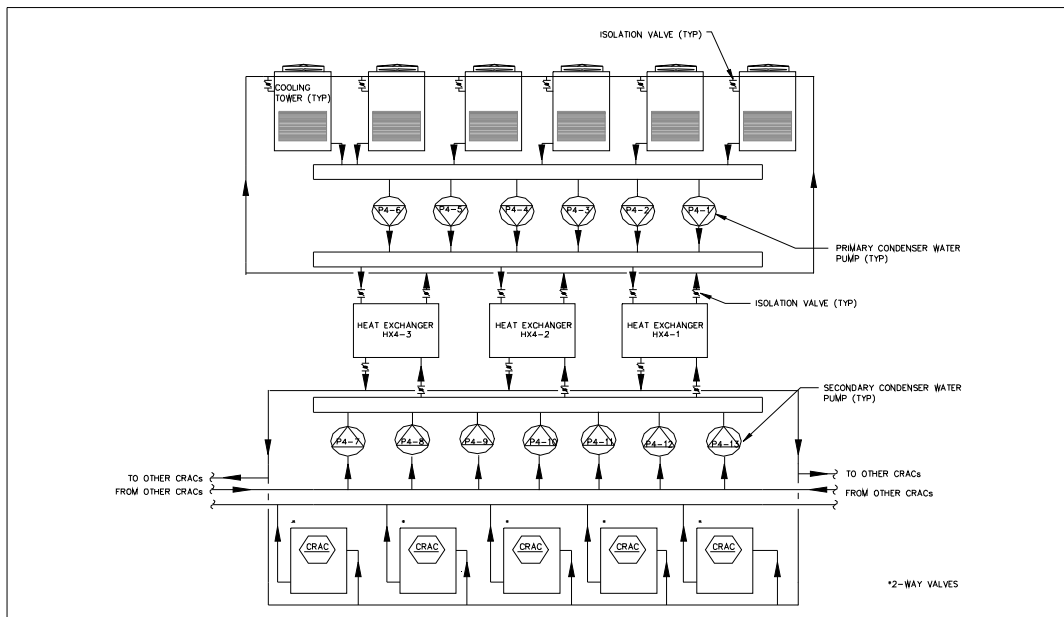 ISOLATION VALVE (TYP)
COOLING
TOWER (TYP)
P4-6
P4-5
P4-4
P4-3
P4-2
P4-1
PRIMARY CONDENSER WATER
PUMP (TYP)
ISOLATION VALVE (TYP)
HEAT EXCHANGER
HX4-3
HEAT EXCHANGER
HX4-2
HEAT EXCHANGER
HX4-1
SECONDARY CONDENSER WATER
PUMP (TYP)
P4-7
P4-8
P4-9
P4-10
P4-11
P4-12
P4-13
TO OTHER CRACs
TO OTHER CRACs
FROM OTHER CRACs
FROM OTHER CRACs
*
*
*
*
*
CRAC
CRAC
CRAC
CRAC
CRAC
*2-WAY VALVES